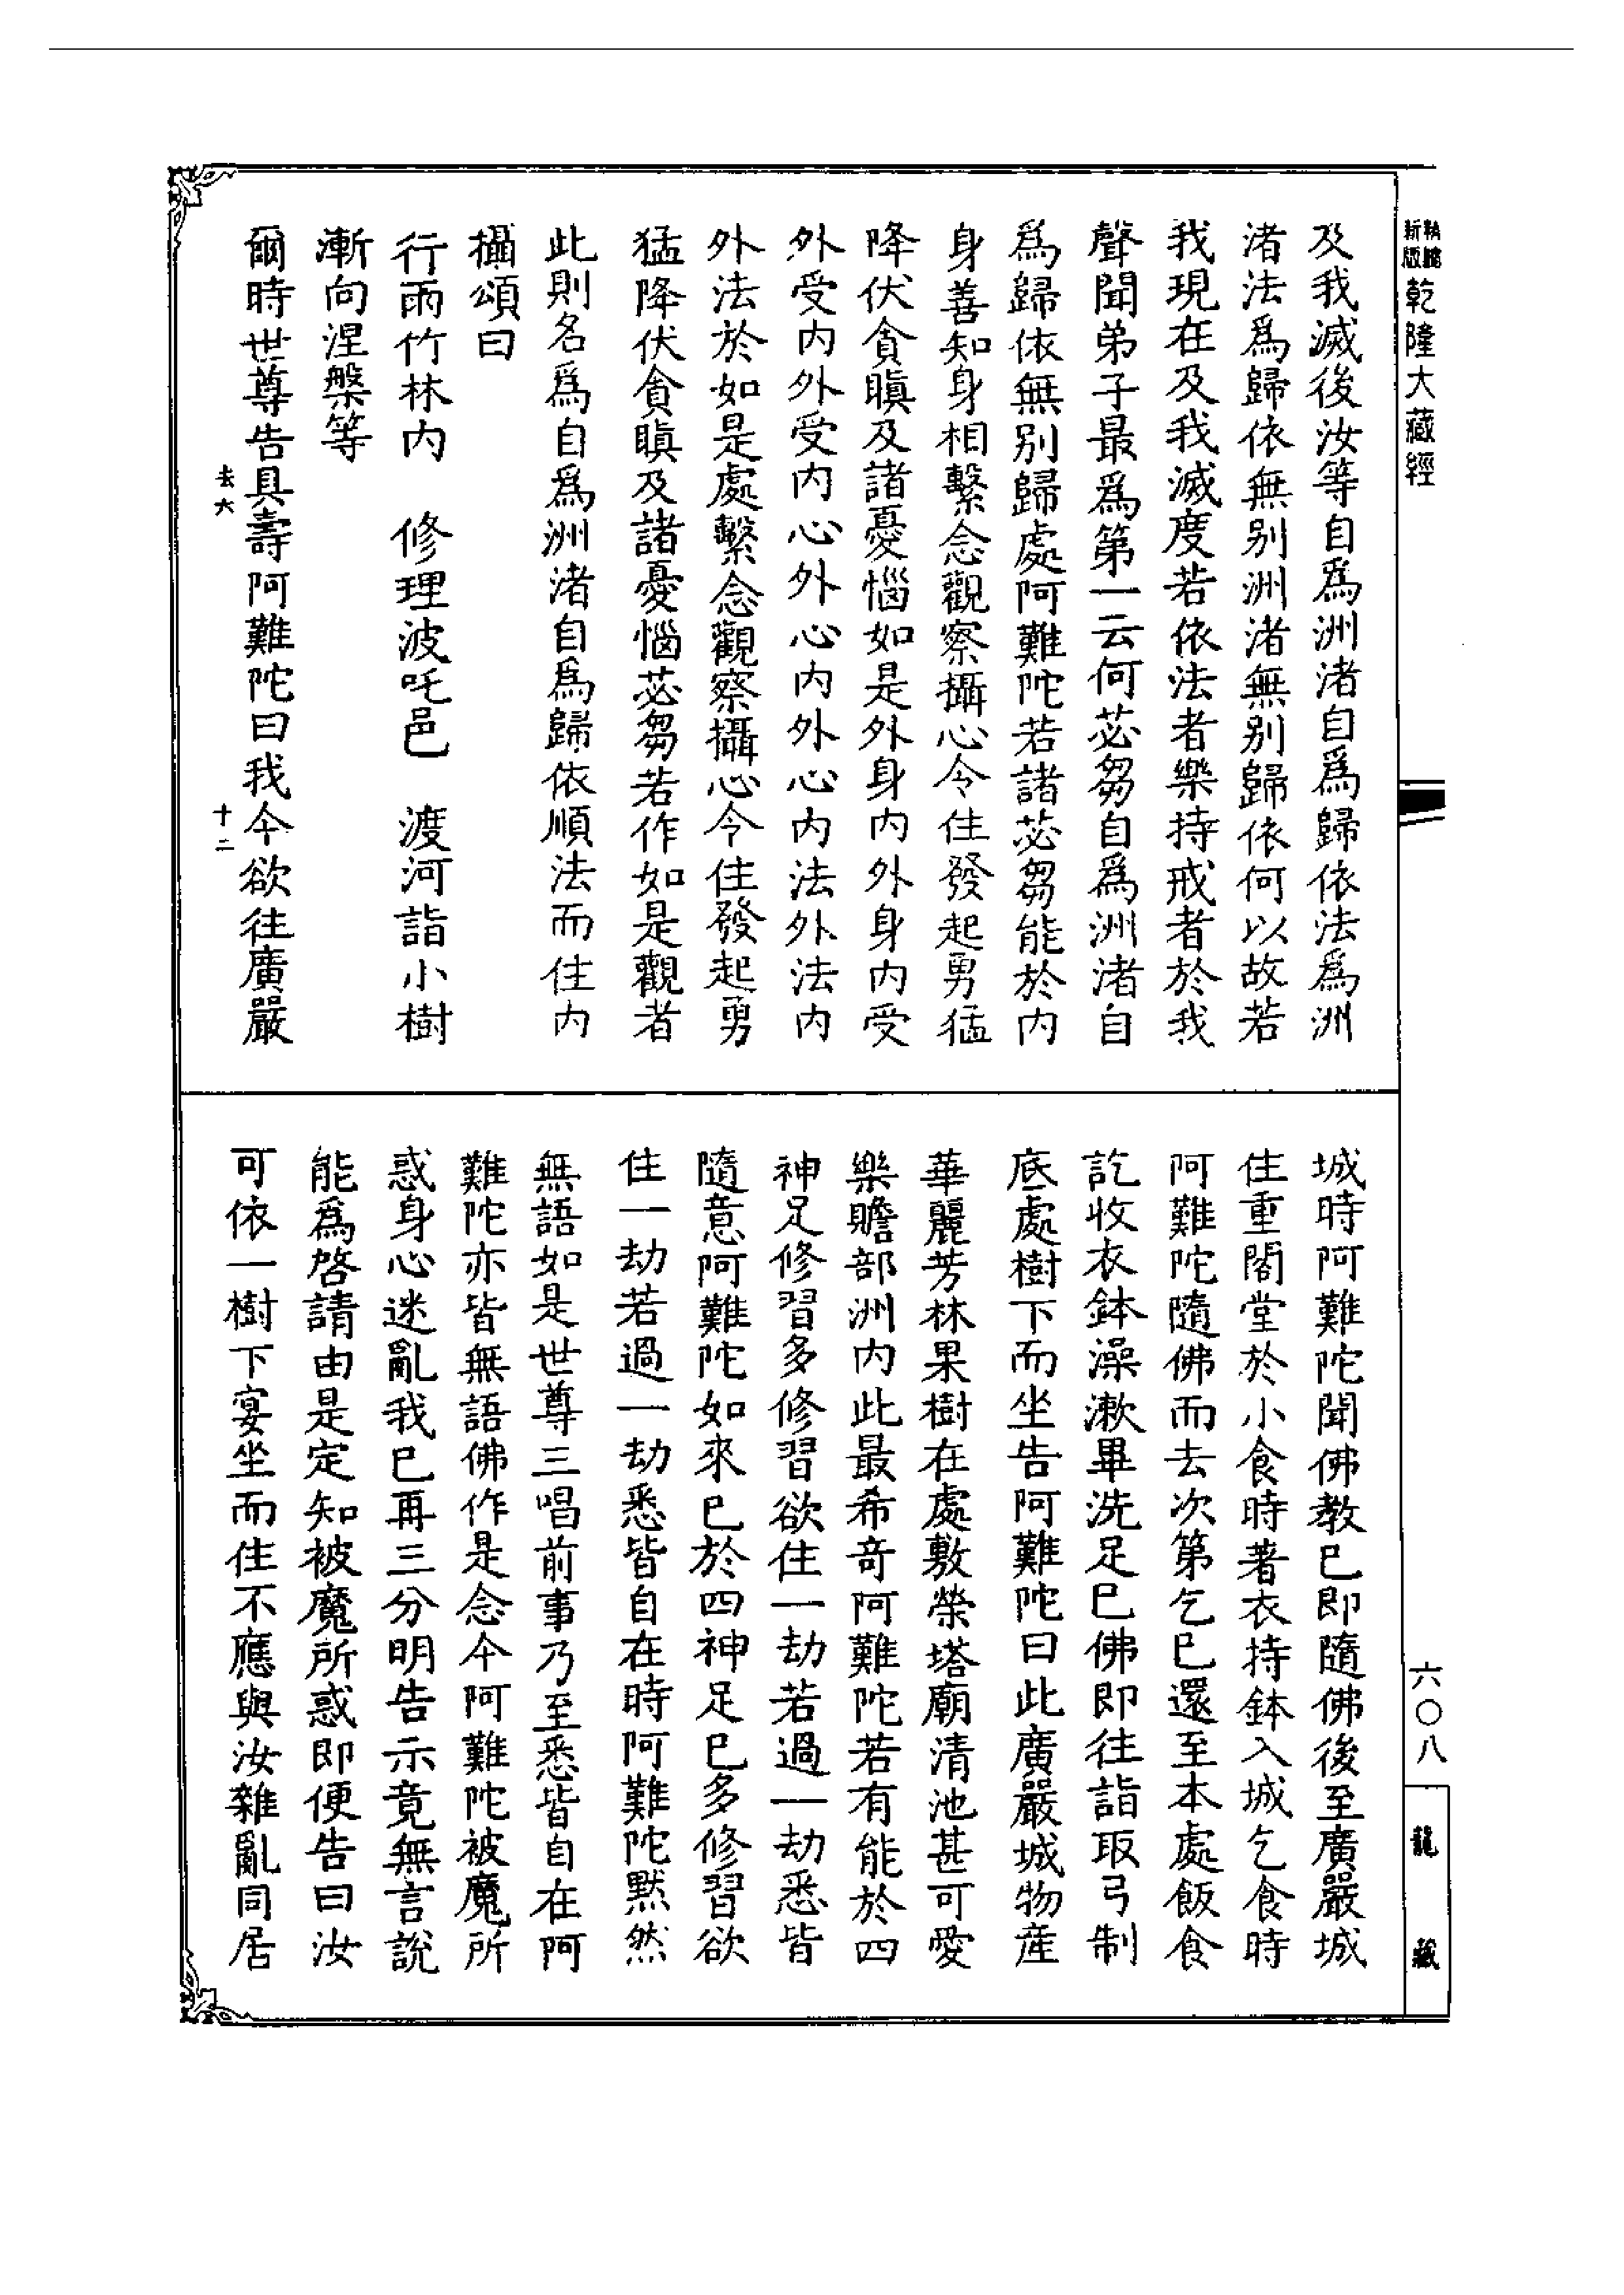 新版
乾隆大藏經
及我滅後汝等自爲洲渚自爲歸依法爲洲
渚法爲歸依無別洲渚無別歸依何以故若
我現在及我滅度若依法者樂持戒者於我
聲聞弟子最爲第一云何苾芻自爲洲渚自
爲歸依無別歸處阿難陀若諸苾芻能於內
身善知身相繫念觀察攝心令住發起勇猛
降伏貪瞋及諸憂惱如是外身內外身內受
外受內外受內心外心內外心內法外法內
外法於如是處繫念觀察攝心令住發起勇
猛降伏貪瞋及諸憂惱苾芻若作如是觀者
此則名爲自爲洲渚自爲歸依順法而住內
攝頌曰
行雨竹林內　修理波吒邑　渡河詣小樹
漸向涅槃等
爾時世尊告具壽阿難陀曰我今欲往廣嚴
去六
十二
城時阿難陀聞佛教已即隨佛後至廣嚴城
住重閣堂於小食時著衣持鉢入城乞食時
阿難陀隨佛而去次第乞已還至本處飯食
訖收衣鉢澡漱畢洗足已佛即往詣取弓制
底處樹下而坐告阿難陀曰此廣嚴城物產
華麗芳林果樹在處敷榮塔廟清池甚可愛
樂贍部洲內此最希奇阿難陀若有能於四
神足修習多修習欲住一劫若過一劫悉皆
隨意阿難陀如來已於四神足已多修習欲
住一劫若過一劫悉皆自在時阿難陀默然
無語如是世尊三唱前事乃至悉皆自在阿
難陀亦皆無語佛作是念今阿難陀被魔所
惑身心迷亂我已再三分明告示竟無言說
能爲啓請由是定知被魔所惑即便告曰汝
可依一樹下宴坐而住不應與汝雜亂同居
六〇八
龍藏